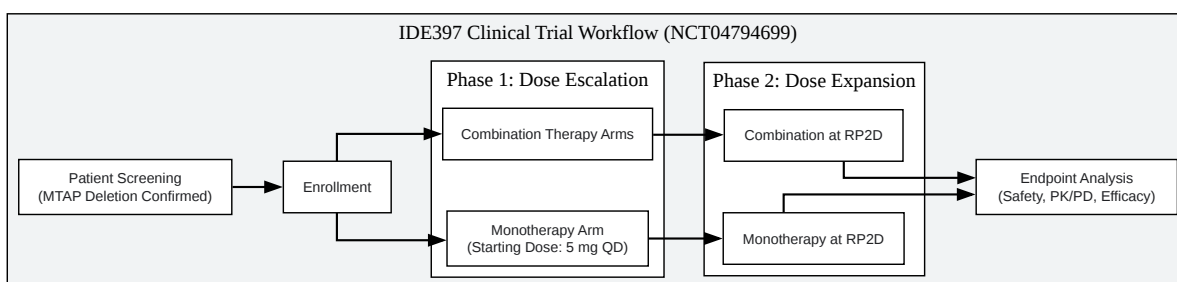 IDE397 Clinical Trial Workflow (NCT04794699)
Phase 1: Dose Escalation
Phase 2: Dose Expansion
Combination Therapy Arms
Combination at RP2D
Patient Screening
(MTAP Deletion Confirmed)
Enrollment
Endpoint Analysis
(Safety, PK/PD, Efficacy)
Monotherapy Arm
(Starting Dose: 5 mg QD)
Monotherapy at RP2D